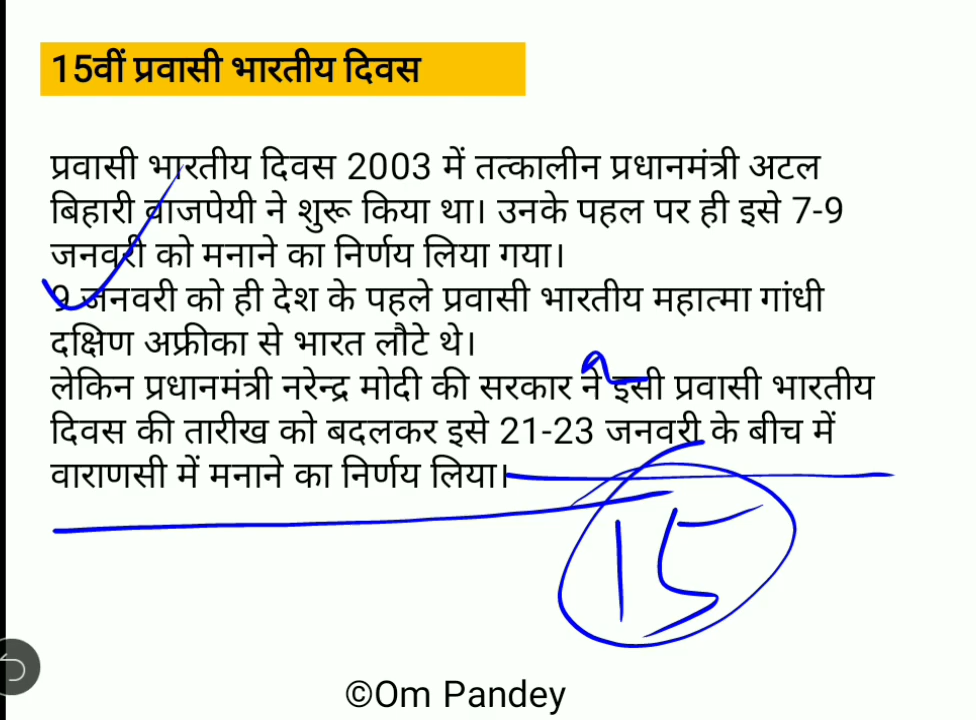 15वीं प्रवासी भारतीय दिवस
प्रवासी भारतीय दिवस 2003 में तत्कालीन प्रधानमंत्री अटल
बिहारी वाजपेयी ने शुरू किया था। उनके पहल पर ही इसे 7-9
जनवरी को मनाने का निर्णय लिया गया।
9 जनवरी को ही देश के पहले प्रवासी भारतीय महात्मा गांधी
दक्षिण अफ्रीका से भारत लौटे थे।
लेकिन प्रधानमंत्री नरेन्द्र मोदी की सरकार ने इसी प्रवासी भारतीय
दिवस की तारीख को बदलकर इसे 21-23 जनवरी के बीच में
वाराणसी में मनाने का निर्णय लिया।
15
©Om Pandey